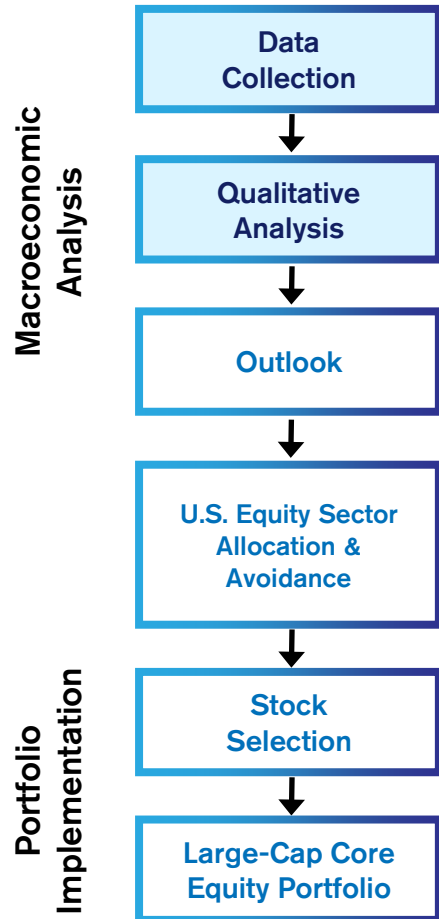 Macroeconomic
Analysis
Data
Collection
Qualitative
Analysis
Outlook
U.S. Equity Sector
Allocation &
Avoidance
Portfolio
Implementation
Stock
Selection
Large-Cap Core
Equity Portfolio